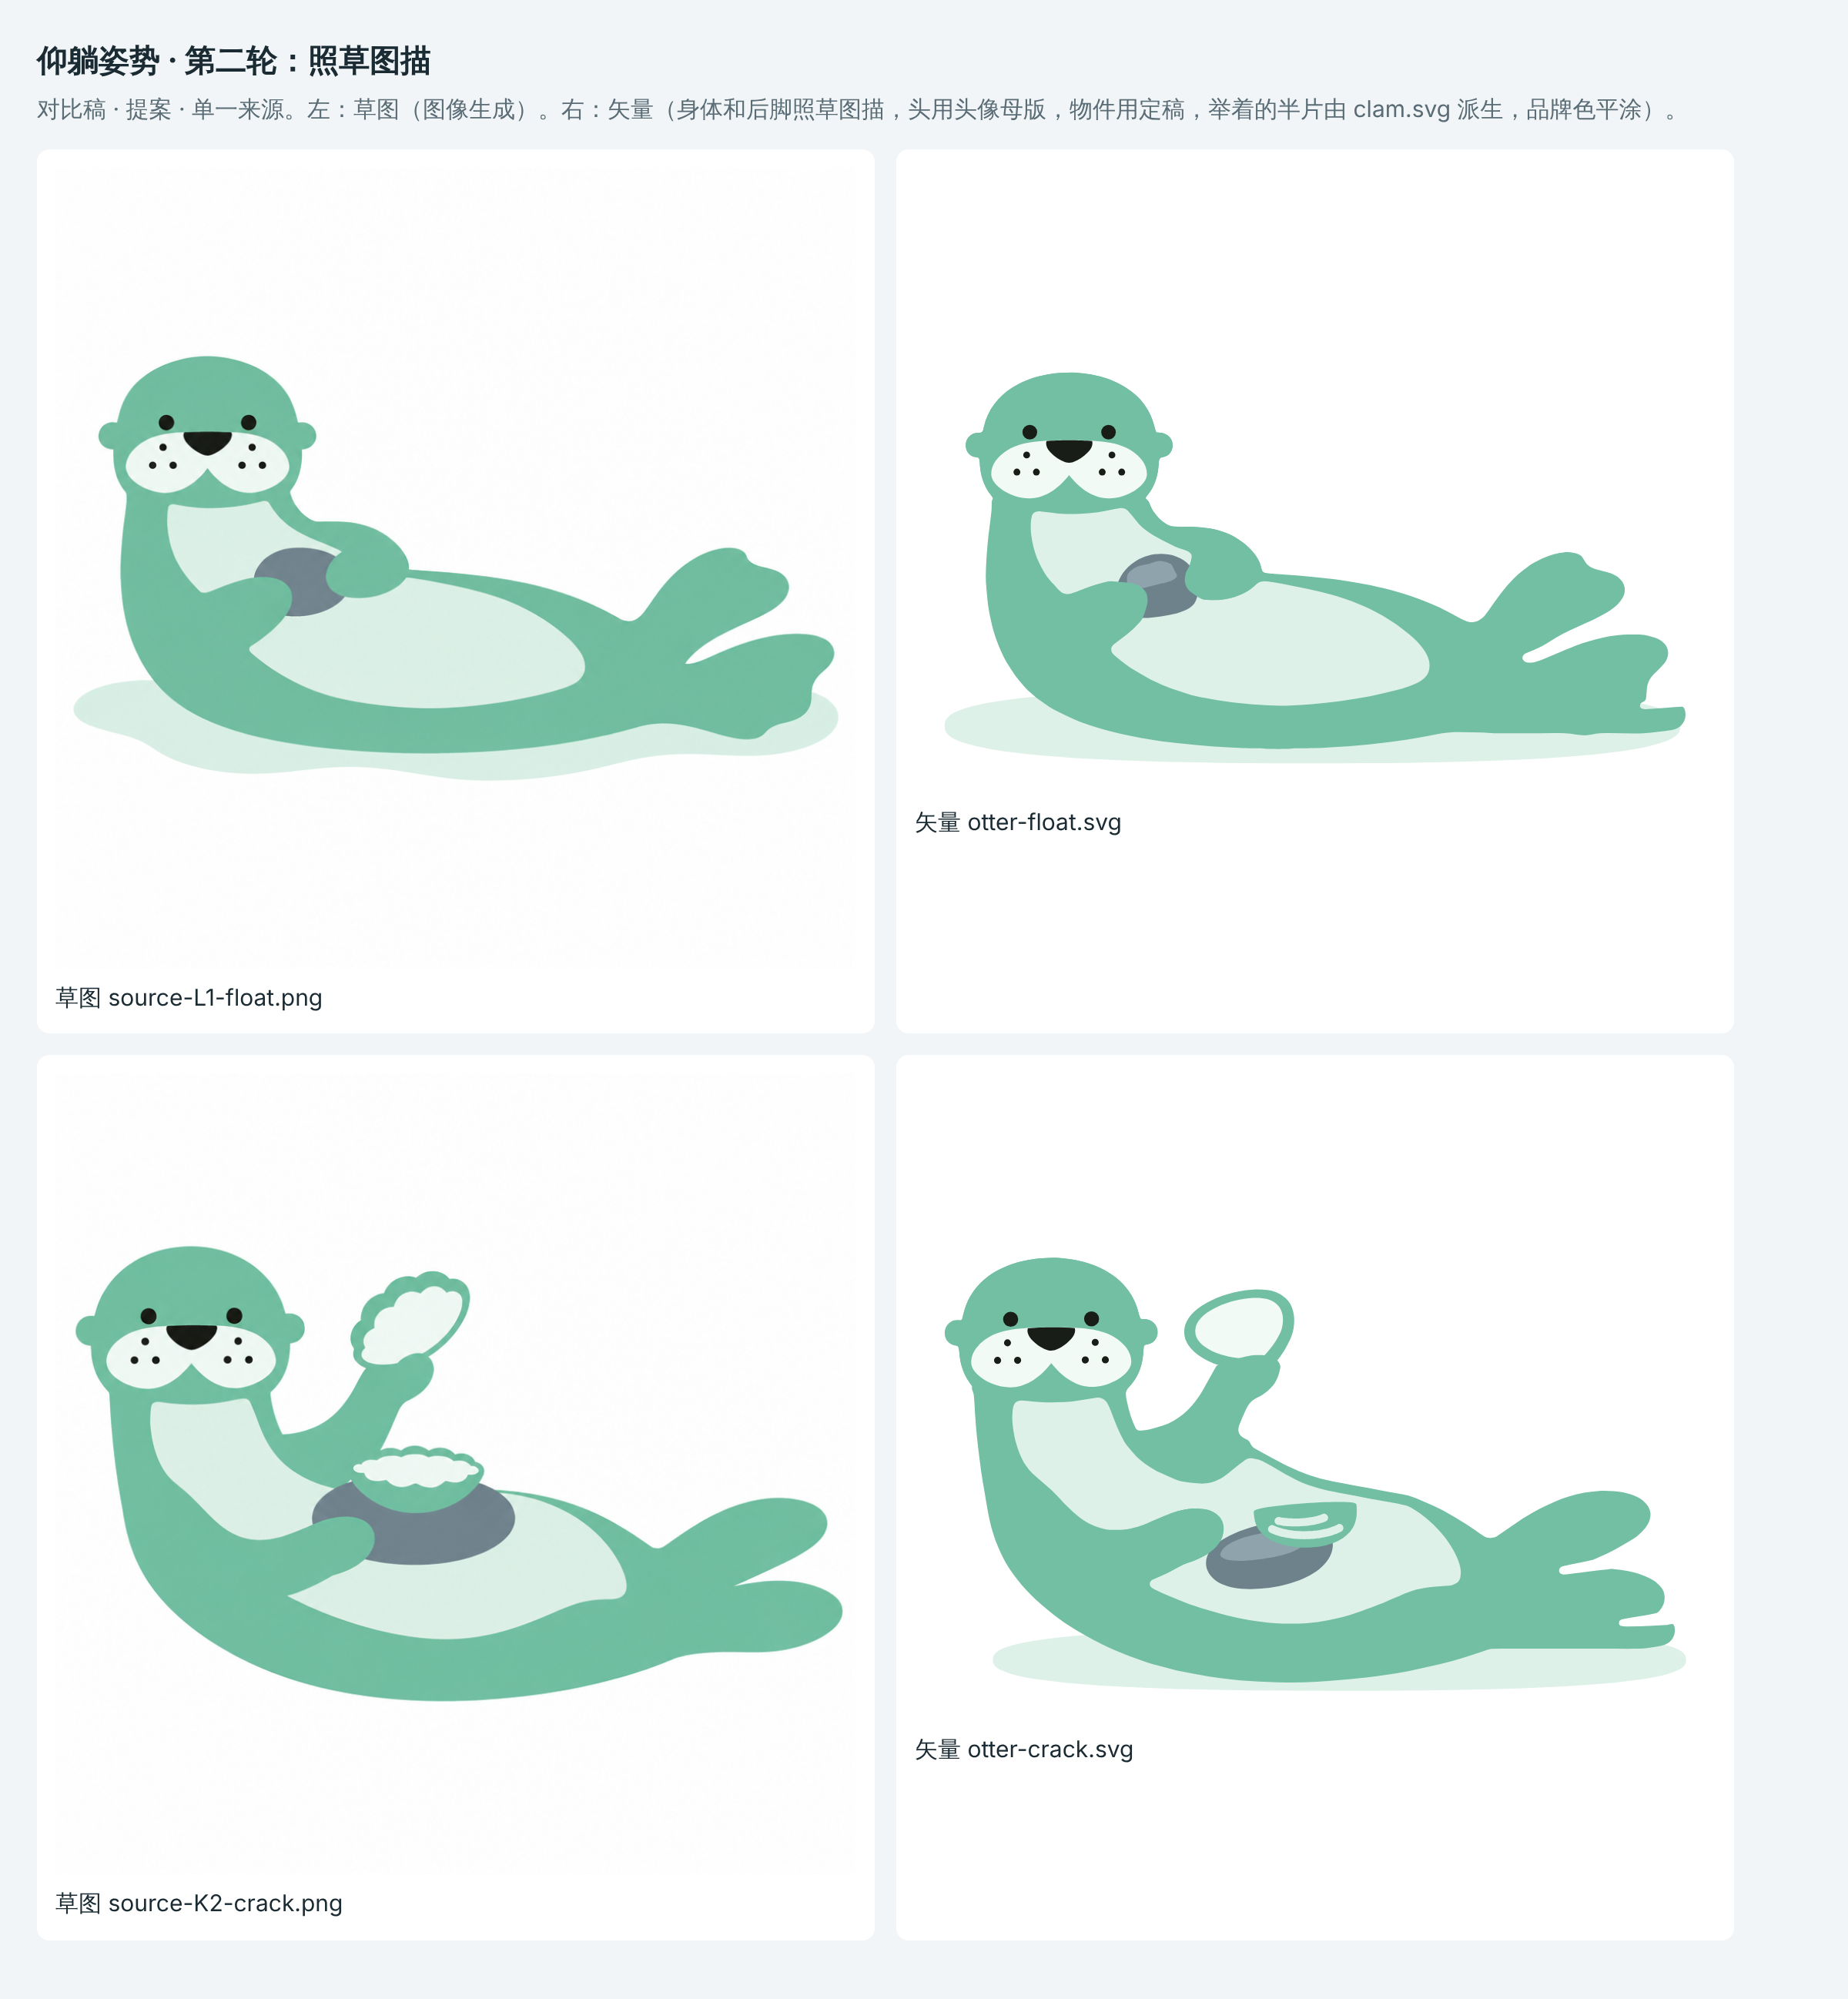 仰躺姿势 · 第二轮：照草图描
对比稿 · 提案 · 单一来源。左：草图（图像生成）。右：矢量（身体和后脚照草图描，头用头像母版，物件用定稿，举着的半片由 clam.svg 派生，品牌色平涂）。
矢量 otter-float.svg
草图 source-L1-float.png
矢量 otter-crack.svg
草图 source-K2-crack.png